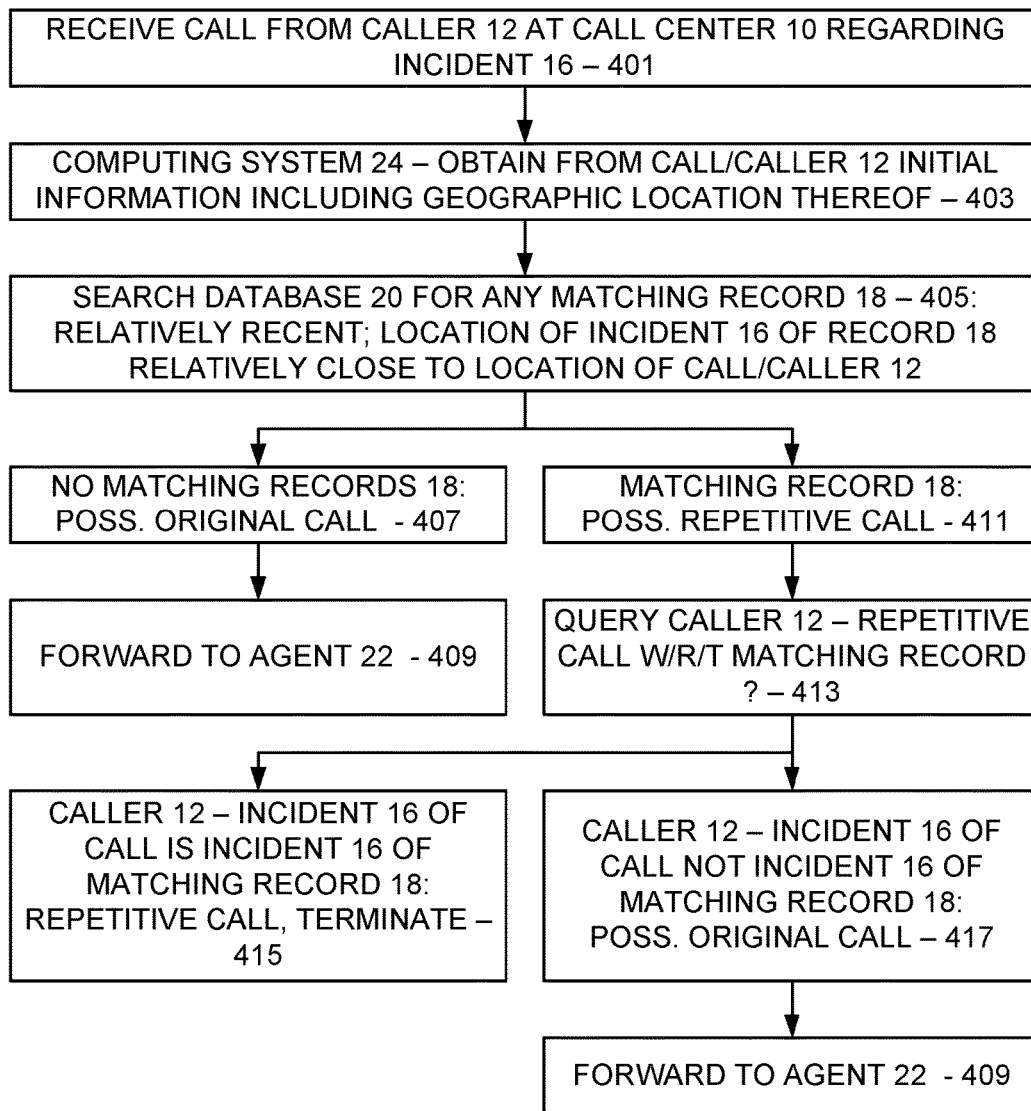 RECEIVE CALL FROM CALLER 12 AT CALL CENTER 10 REGARDING
INCIDENT 16 – 401
COMPUTING SYSTEM 24 – OBTAIN FROM CALL/CALLER 12 INITIAL
INFORMATION INCLUDING GEOGRAPHIC LOCATION THEREOF – 403
SEARCH DATABASE 20 FOR ANY MATCHING RECORD 18 – 405:
RELATIVELY RECENT; LOCATION OF INCIDENT 16 OF RECORD 18
RELATIVELY CLOSE TO LOCATION OF CALL/CALLER 12
NO MATCHING RECORDS 18:
POSS. ORIGINAL CALL - 407
MATCHING RECORD 18:
POSS. REPETITIVE CALL - 411
FORWARD TO AGENT 22 - 409
QUERY CALLER 12 – REPETITIVE
CALL W/R/T MATCHING RECORD
? – 413
CALLER 12 – INCIDENT 16 OF
CALL IS INCIDENT 16 OF
MATCHING RECORD 18:
REPETITIVE CALL, TERMINATE –
415
CALLER 12 – INCIDENT 16 OF
CALL NOT INCIDENT 16 OF
MATCHING RECORD 18:
POSS. ORIGINAL CALL – 417
FORWARD TO AGENT 22 - 409